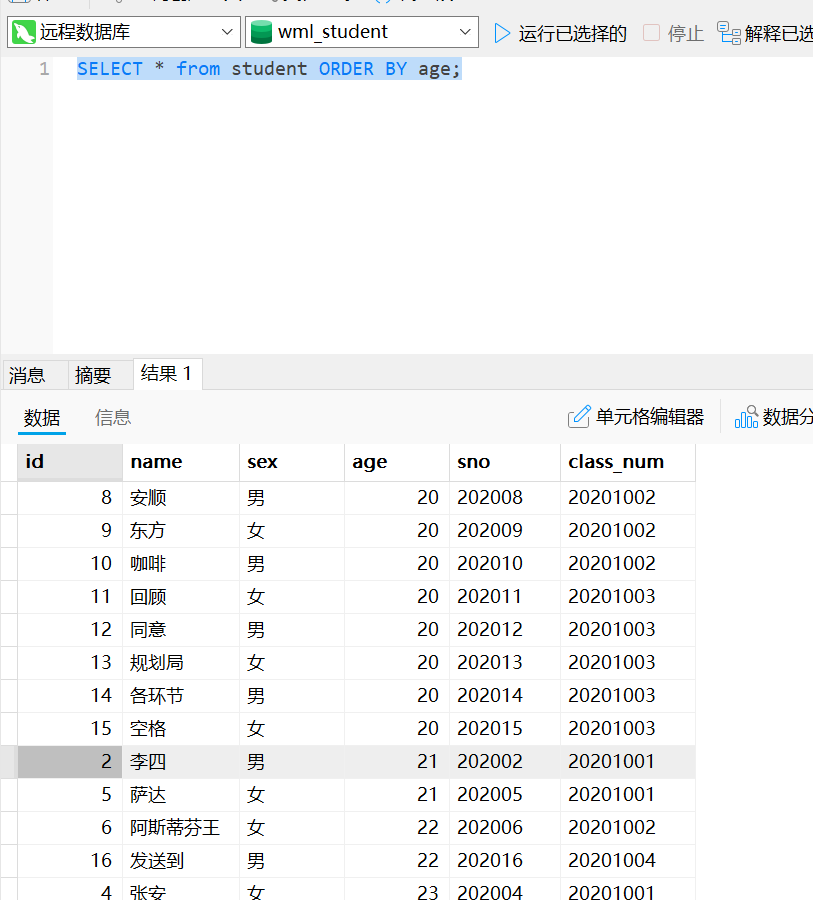 远程数据库 wml_student 运行已选择的 停止 解释已选
1 SELECT * from student ORDER BY age;
消息 摘要 结果 1
数据 信息 单元格编辑器 数据分
id name sex age sno class_num
8 安顺 男 20 202008 20201002
9 东方 女 20 202009 20201002
10 咖啡 男 20 202010 20201002
11 回顾 女 20 202011 20201003
12 同意 男 20 202012 20201003
13 规划局 女 20 202013 20201003
14 各环节 男 20 202014 20201003
15 空格 女 20 202015 20201003
2 李四 男 21 202002 20201001
5 萨达 女 21 202005 20201001
6 阿斯蒂芬王 女 22 202006 20201002
16 发送到 男 22 202016 20201004
4 张安 女 23 202004 20201001